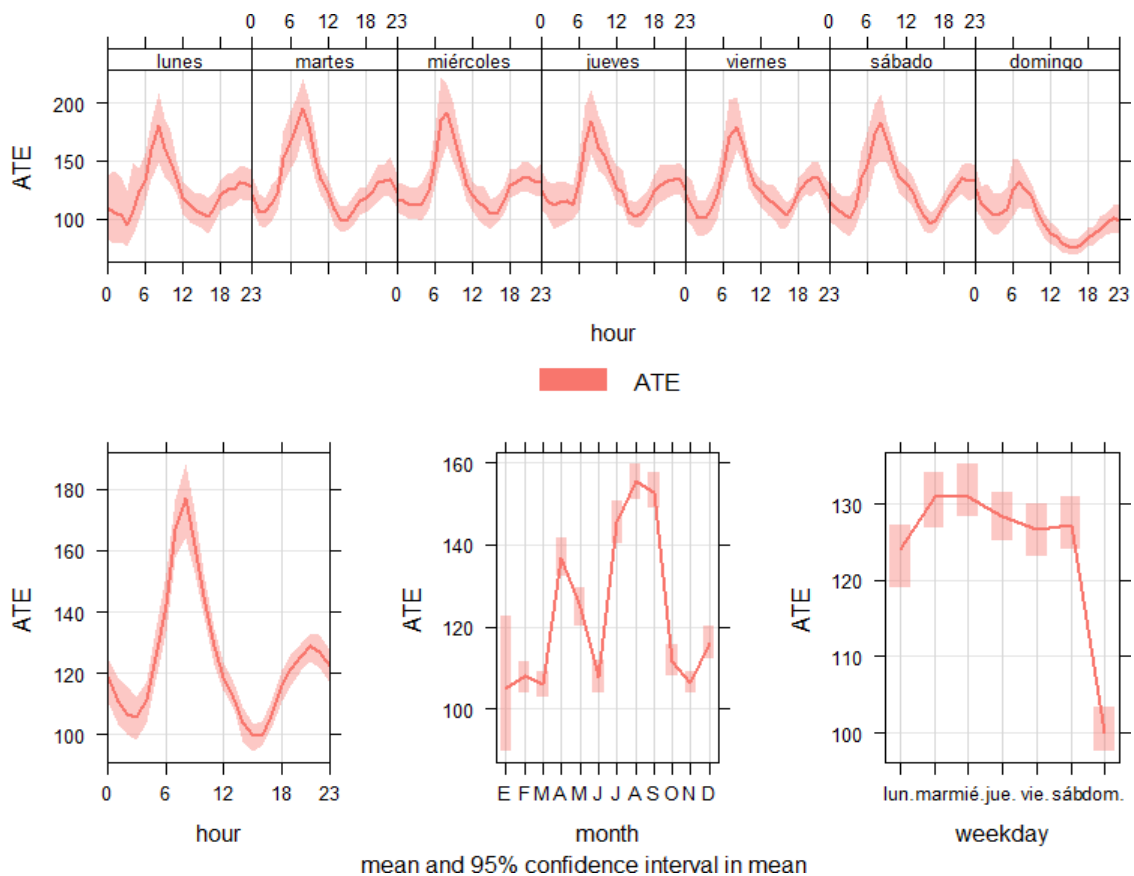 0 6 12 18 23 0 6 12 18 23 0 6 12 18 23
lunes martes miércoles jueves viernes sábado domingo
200
150
100
ATE
0 6 12 18 23 0 6 12 18 23 0 6 12 18 23 0 6 12 18 23
hour
ATE
180
160
140
120
100
ATE
0 6 12 18 23
hour
160
140
120
100
ATE
E F M A M J J A S O N D
month
130
120
110
100
ATE
lun. mar mié. jue. vie. sáb dom.
weekday
mean and 95% confidence interval in mean